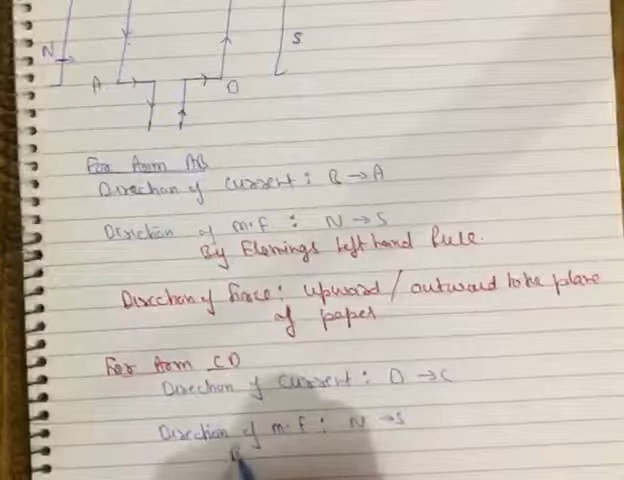 N
S
A
D
For Arm AB
Direction of current : B → A
Direction of m.f : N → S
By Flemings left hand Rule.
Direction of force : upward / outward to the plane
of paper
For Arm CD
Direction of current : D → C
Direction of m.f : N → S
B